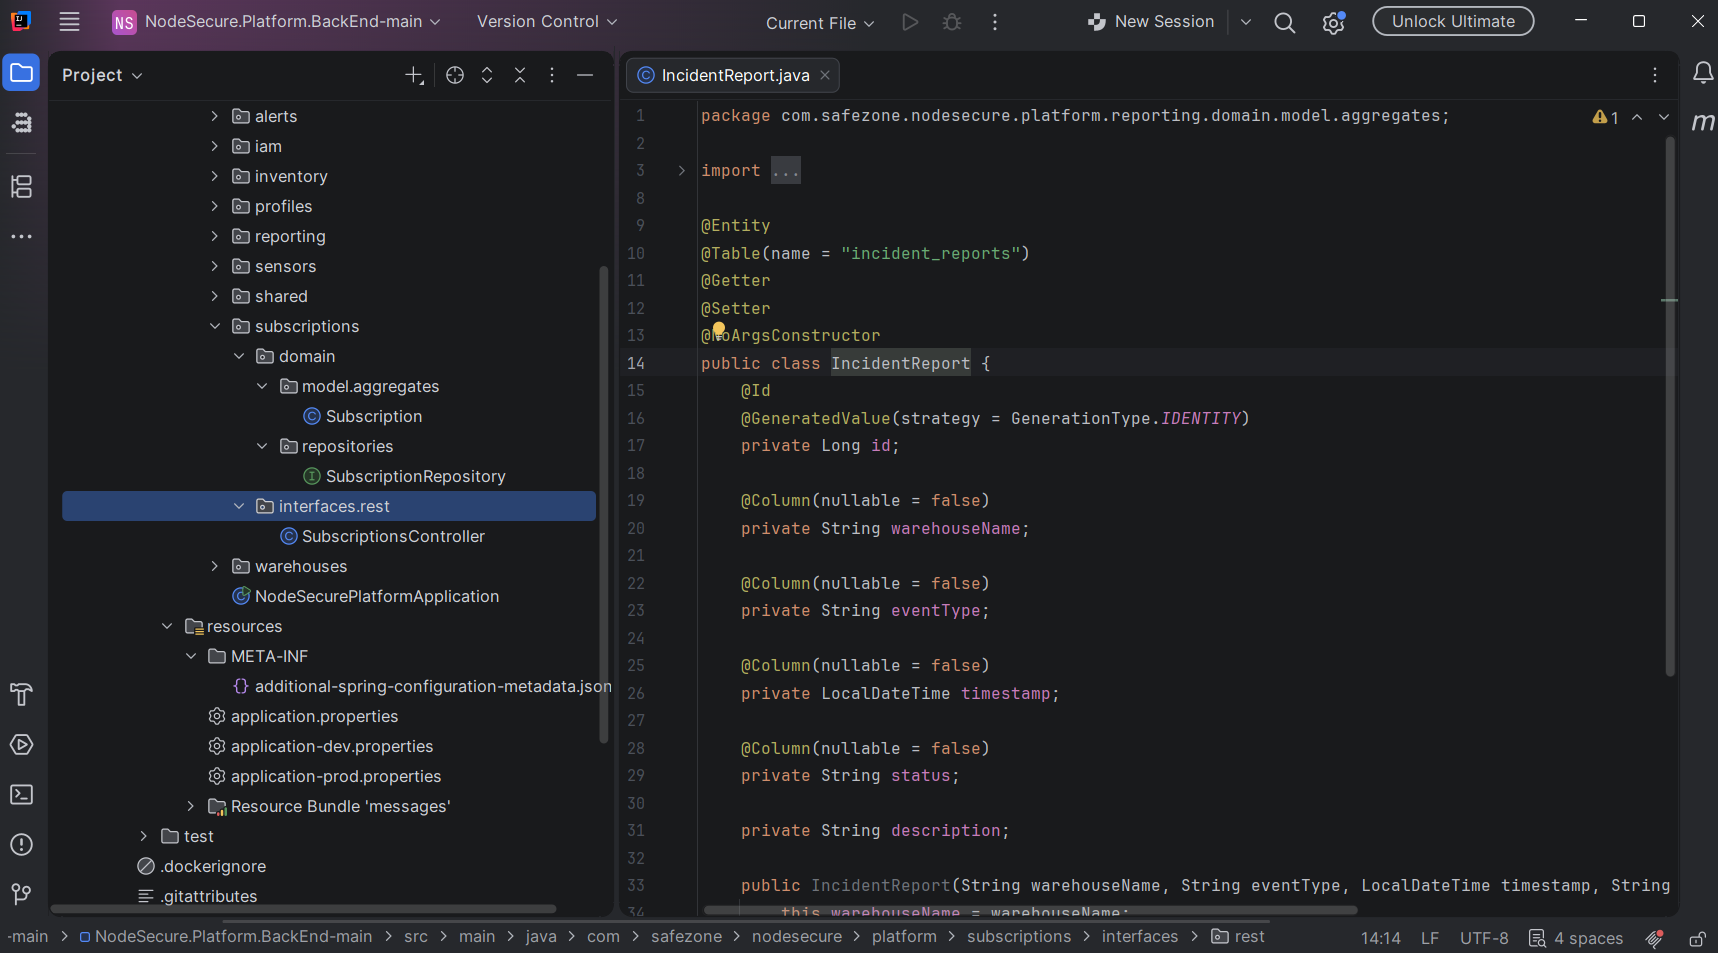 NS NodeSecure.Platform.BackEnd-main Version Control Current File New Session Unlock Ultimate
Project
alerts
iam
inventory
profiles
reporting
sensors
shared
subscriptions
domain
model.aggregates
Subscription
repositories
SubscriptionRepository
interfaces.rest
SubscriptionsController
warehouses
NodeSecurePlatformApplication
resources
META-INF
additional-spring-configuration-metadata.json
application.properties
application-dev.properties
application-prod.properties
Resource Bundle 'messages'
test
.dockerignore
.gitattributes
IncidentReport.java
1 package com.safezone.nodesecure.platform.reporting.domain.model.aggregates; 1
2
3 import ...
8
9 @Entity
10 @Table(name = "incident_reports")
11 @Getter
12 @Setter
13 @NoArgsConstructor
14 public class IncidentReport {
15 @Id
16 @GeneratedValue(strategy = GenerationType.IDENTITY)
17 private Long id;
18
19 @Column(nullable = false)
20 private String warehouseName;
21
22 @Column(nullable = false)
23 private String eventType;
24
25 @Column(nullable = false)
26 private LocalDateTime timestamp;
27
28 @Column(nullable = false)
29 private String status;
30
31 private String description;
32
33 public IncidentReport(String warehouseName, String eventType, LocalDateTime timestamp, String
34 this.warehouseName = warehouseName;
m
-main NodeSecure.Platform.BackEnd-main src main java com safezone nodesecure platform subscriptions interfaces rest 14:14 LF UTF-8 4 spaces